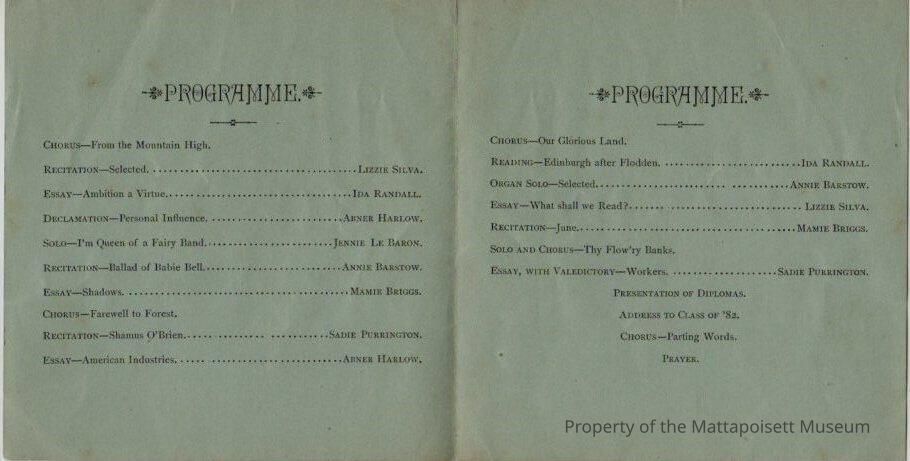 PROGRAMME.
CHORUS—From the Mountain High.
RECITATION—Selected. LIZZIE SILVA.
ESSAY—Ambition a Virtue. IDA RANDALL.
DECLAMATION—Personal Influence. ABNER HARLOW.
SOLO—I'm Queen of a Fairy Band. JENNIE LE BARON.
RECITATION—Ballad of Babie Bell. ANNIE BARSTOW.
ESSAY—Shadows. MAMIE BRIGGS.
CHORUS—Farewell to Forest.
RECITATION—Shamus O'Brien. SADIE PURRINGTON.
ESSAY—American Industries. ABNER HARLOW.
PROGRAMME.
CHORUS—Our Glorious Land.
READING—Edinburgh after Flodden. IDA RANDALL.
ORGAN SOLO—Selected. ANNIE BARSTOW.
ESSAY—What shall we Read? LIZZIE SILVA.
RECITATION—June. MAMIE BRIGGS.
SOLO AND CHORUS—Thy Flow'ry Banks.
ESSAY, WITH VALEDICTORY—Workers. SADIE PURRINGTON.
PRESENTATION OF DIPLOMAS.
ADDRESS TO CLASS OF '82.
CHORUS—Parting Words.
PRAYER.
Property of the Mattapoisett Museum